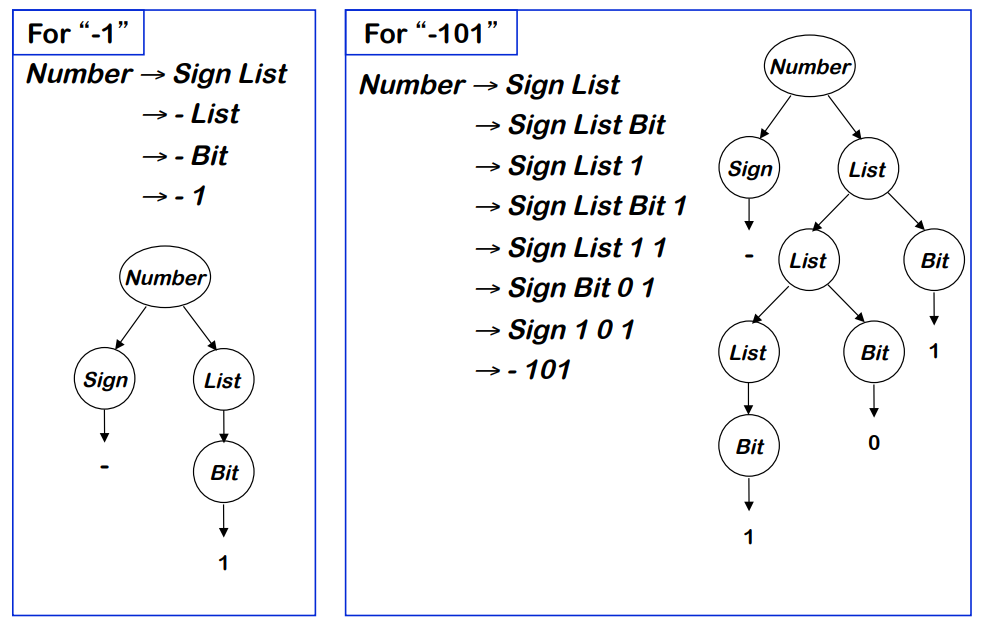 For “-1”
Number → Sign List
→ - List
→ - Bit
→ - 1
Number
Sign
List
-
Bit
1
For “-101”
Number → Sign List
→ Sign List Bit
→ Sign List 1
→ Sign List Bit 1
→ Sign List 1 1
→ Sign Bit 0 1
→ Sign 1 0 1
→ - 101
Number
Sign
List
-
List
Bit
List
Bit
1
Bit
0
1